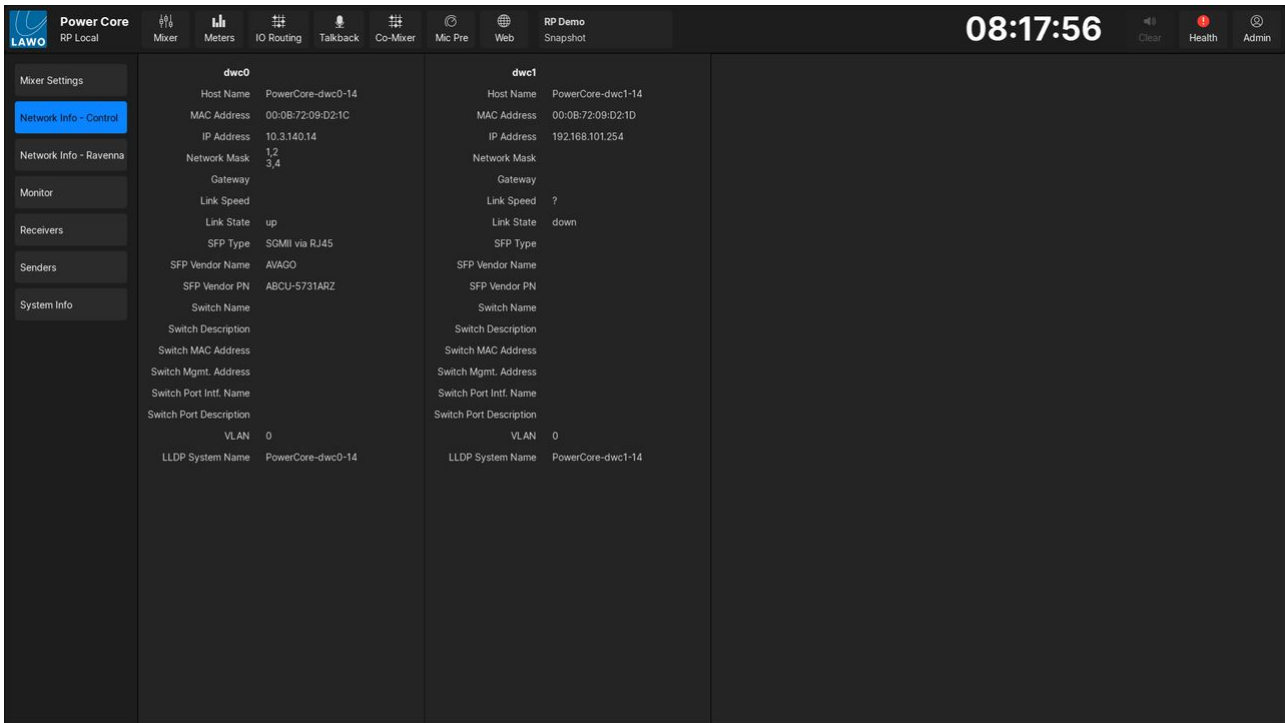 LAWO
Power Core
RP Local
Mixer
Meters
IO Routing
Talkback
Co-Mixer
Mic Pre
Web
RP Demo
Snapshot
08:17:56
Clear
Health
Admin
Mixer Settings
Network Info - Control
Network Info - Ravenna
Monitor
Receivers
Senders
System Info
dwc0
Host Name PowerCore-dwc0-14
MAC Address 00:0B:72:09:D2:1C
IP Address 10.3.140.14
Network Mask 1,2
3,4
Gateway
Link Speed
Link State up
SFP Type SGMII via RJ45
SFP Vendor Name AVAGO
SFP Vendor PN ABCU-5731ARZ
Switch Name
Switch Description
Switch MAC Address
Switch Mgmt. Address
Switch Port Intf. Name
Switch Port Description
VLAN 0
LLDP System Name PowerCore-dwc0-14
dwc1
Host Name PowerCore-dwc1-14
MAC Address 00:0B:72:09:D2:1D
IP Address 192.168.101.254
Network Mask
Gateway
Link Speed ?
Link State down
SFP Type
SFP Vendor Name
SFP Vendor PN
Switch Name
Switch Description
Switch MAC Address
Switch Mgmt. Address
Switch Port Intf. Name
Switch Port Description
VLAN 0
LLDP System Name PowerCore-dwc1-14